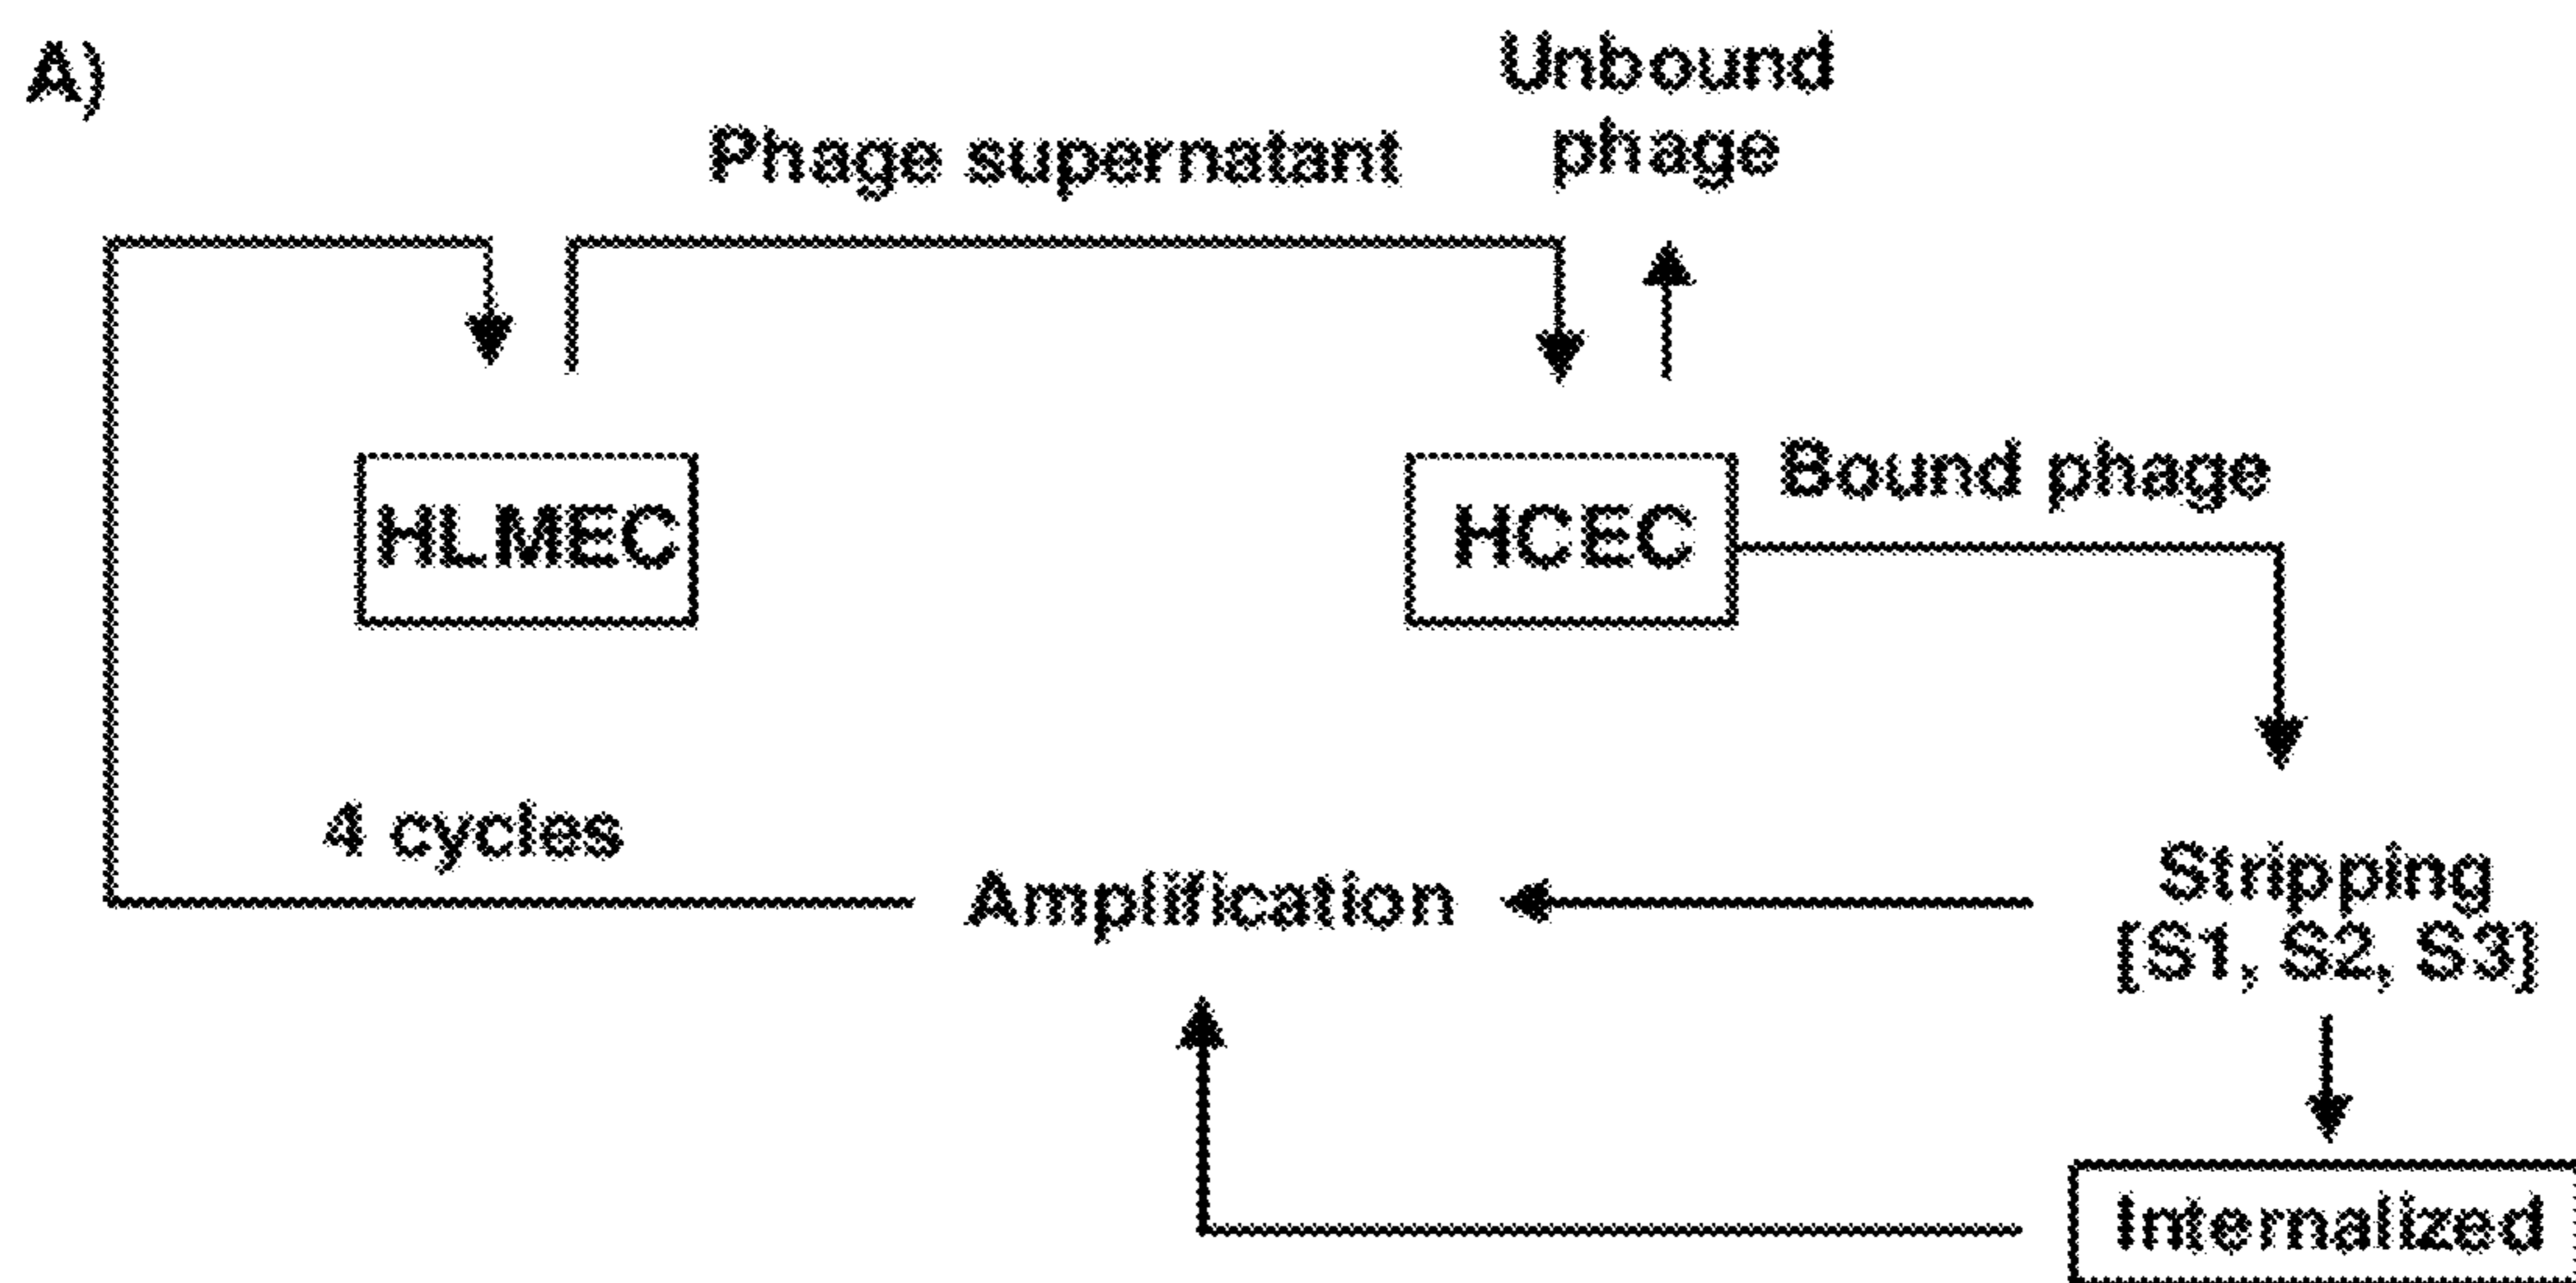 A)
Unbound
phage
Phage supernatant
HLMEC
HCEC
Bound phage
4 cycles
Amplification
Stripping
[S1, S2, S3]
Internalized